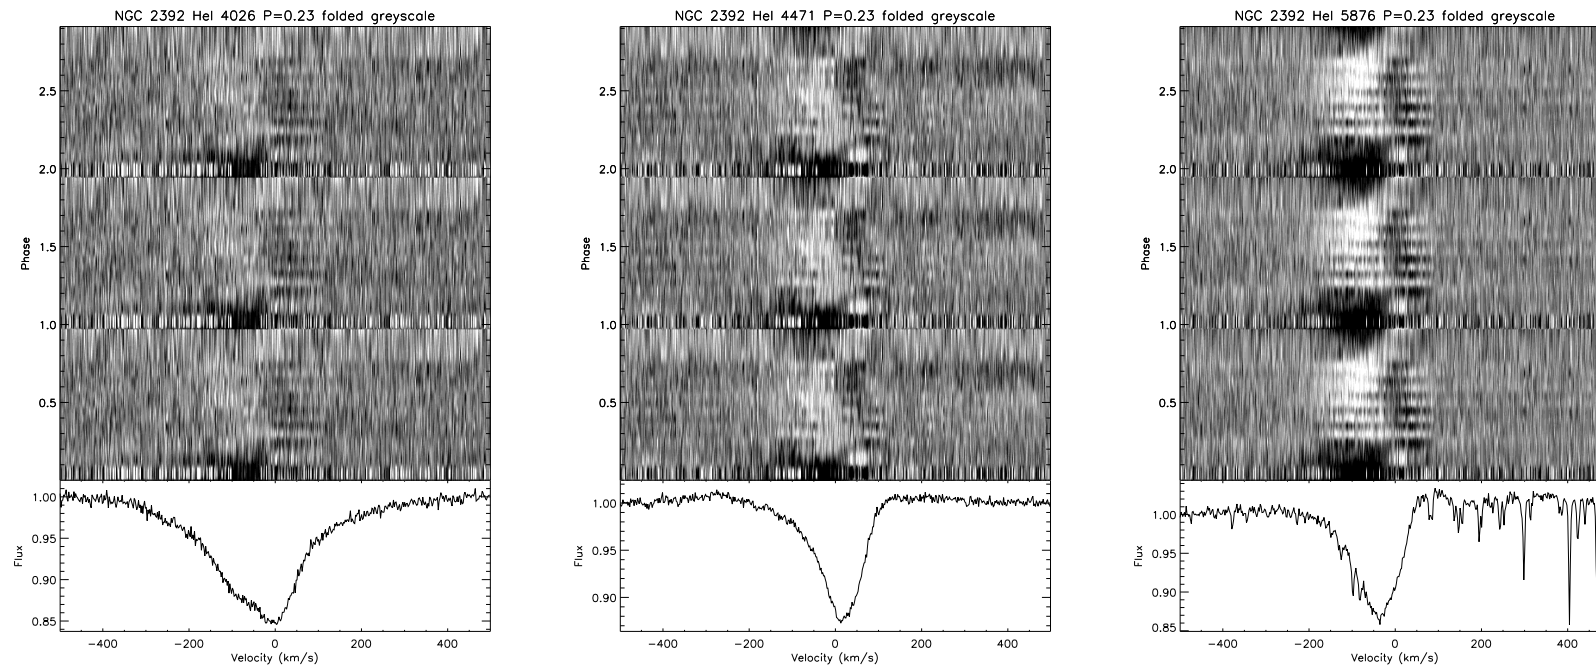 NGC 2392 HeI 4026 P=0.23 folded greyscale
2.5
2.0
1.5
1.0
0.5
Phase
1.00
0.95
0.90
0.85
Flux
−400 −200 0 200 400
Velocity (km/s)
NGC 2392 HeI 4471 P=0.23 folded greyscale
2.5
2.0
1.5
1.0
0.5
Phase
1.00
0.95
0.90
Flux
−400 −200 0 200 400
Velocity (km/s)
NGC 2392 HeI 5876 P=0.23 folded greyscale
2.5
2.0
1.5
1.0
0.5
Phase
1.00
0.95
0.90
0.85
Flux
−400 −200 0 200 400
Velocity (km/s)